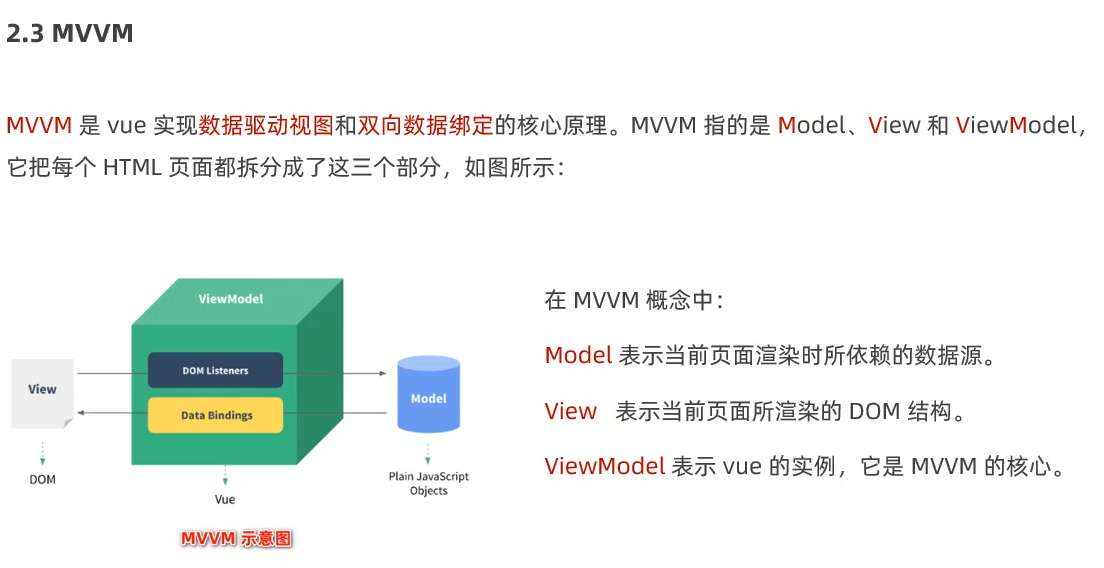 2.3 MVVM
MVVM 是 vue 实现数据驱动视图和双向数据绑定的核心原理。MVVM 指的是 Model、View 和 ViewModel，
它把每个 HTML 页面都拆分成了这三个部分，如图所示：
ViewModel
DOM Listeners
View
Data Bindings
Model
DOM
Vue
Plain JavaScript
Objects
MVVM 示意图
在 MVVM 概念中：
Model 表示当前页面渲染时所依赖的数据源。
View 表示当前页面所渲染的 DOM 结构。
ViewModel 表示 vue 的实例，它是 MVVM 的核心。